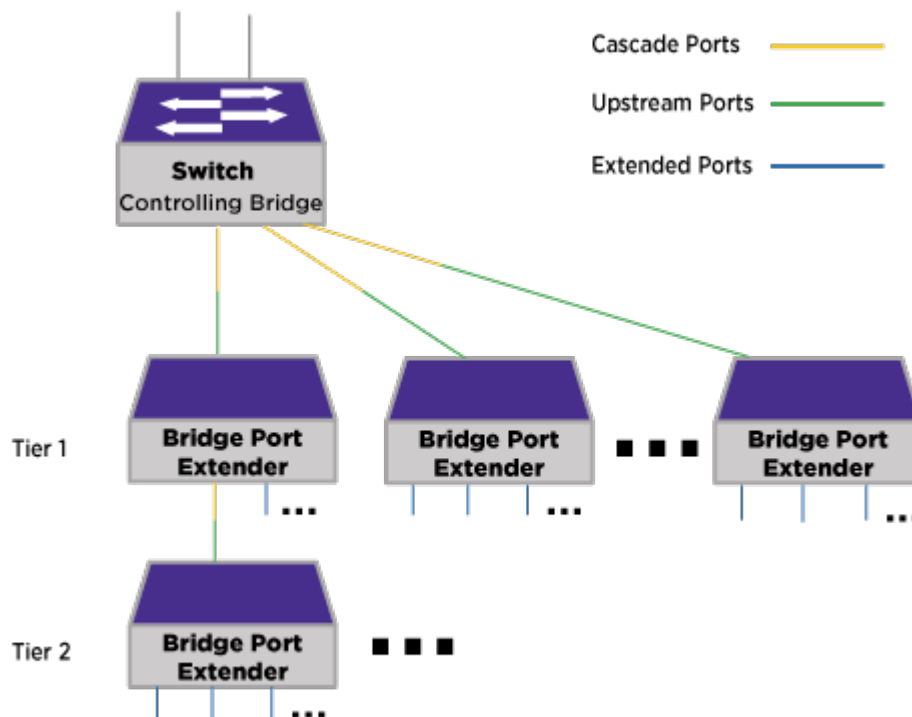 Cascade Ports
Upstream Ports
Extended Ports
Switch
Controlling Bridge
Tier 1
Bridge Port
Extender
...
Bridge Port
Extender
...
Bridge Port
Extender
...
Tier 2
Bridge Port
Extender
...